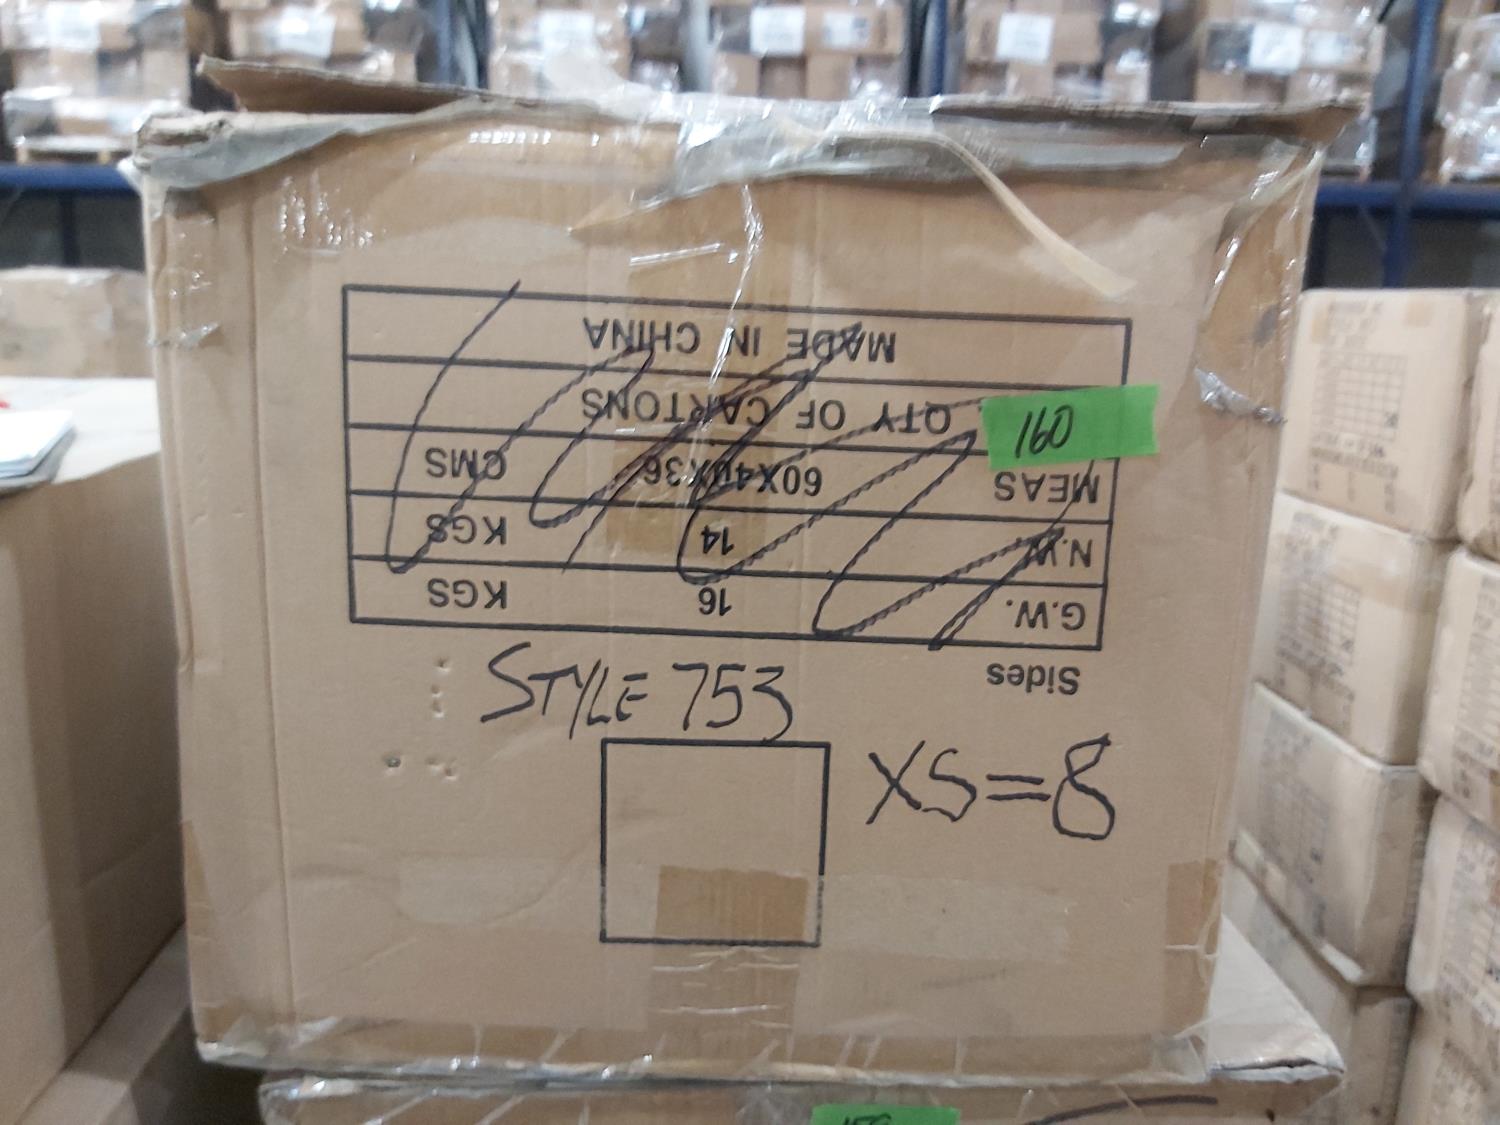 Sides
G.W. 16 KGS
N.W. 14 KGS
MEAS 60X40X36 CMS
QTY OF CARTONS
MADE IN CHINA
160
STYLE 753
XS=8